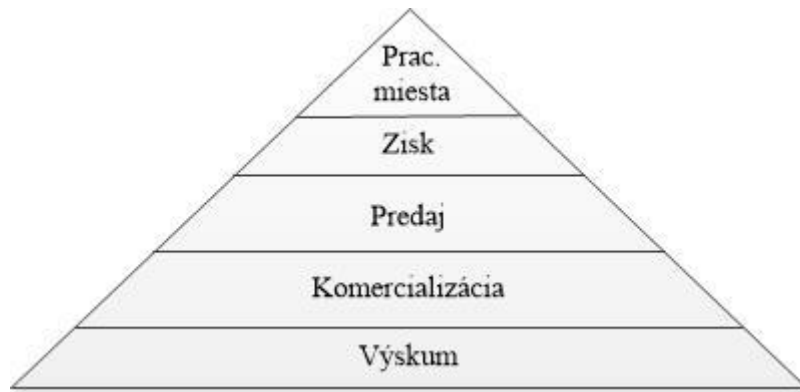 Prac.
miesta
Zisk
Predaj
Komercializácia
Výskum